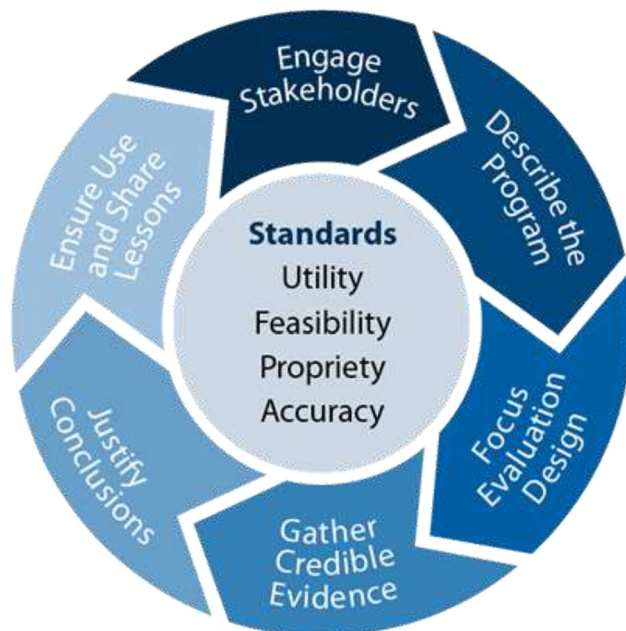 Engage
Stakeholders
Describe the
Program
Focus
Evaluation
Design
Gather
Credible
Evidence
Justify
Conclusions
Ensure Use
and Share
Lessons
Standards
Utility
Feasibility
Propriety
Accuracy